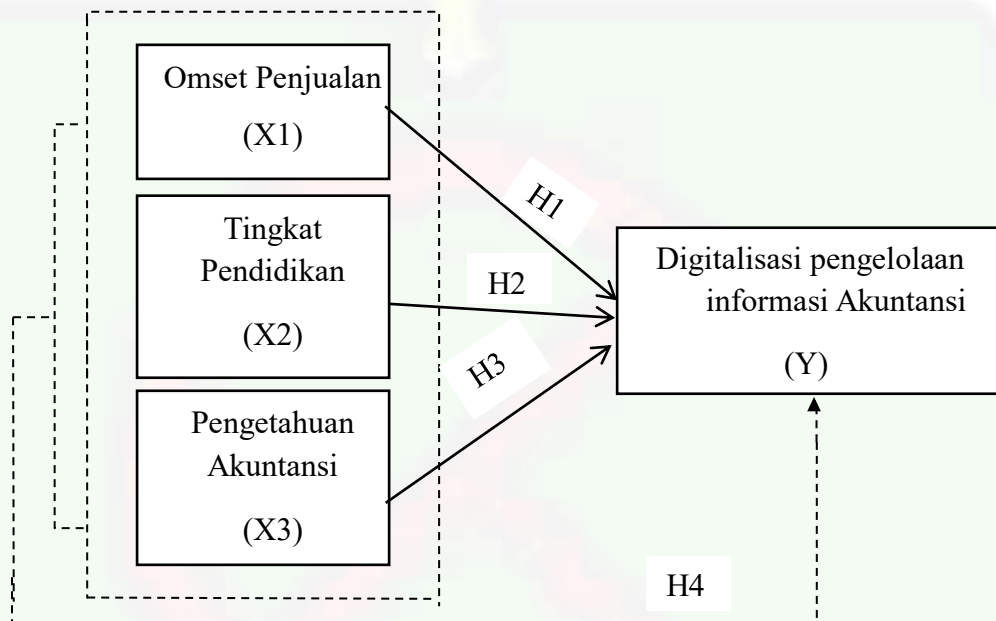 Omset Penjualan
(X1)
Tingkat
Pendidikan
(X2)
Pengetahuan
Akuntansi
(X3)
H1
H2
H3
Digitalisasi pengelolaan
informasi Akuntansi
(Y)
H4